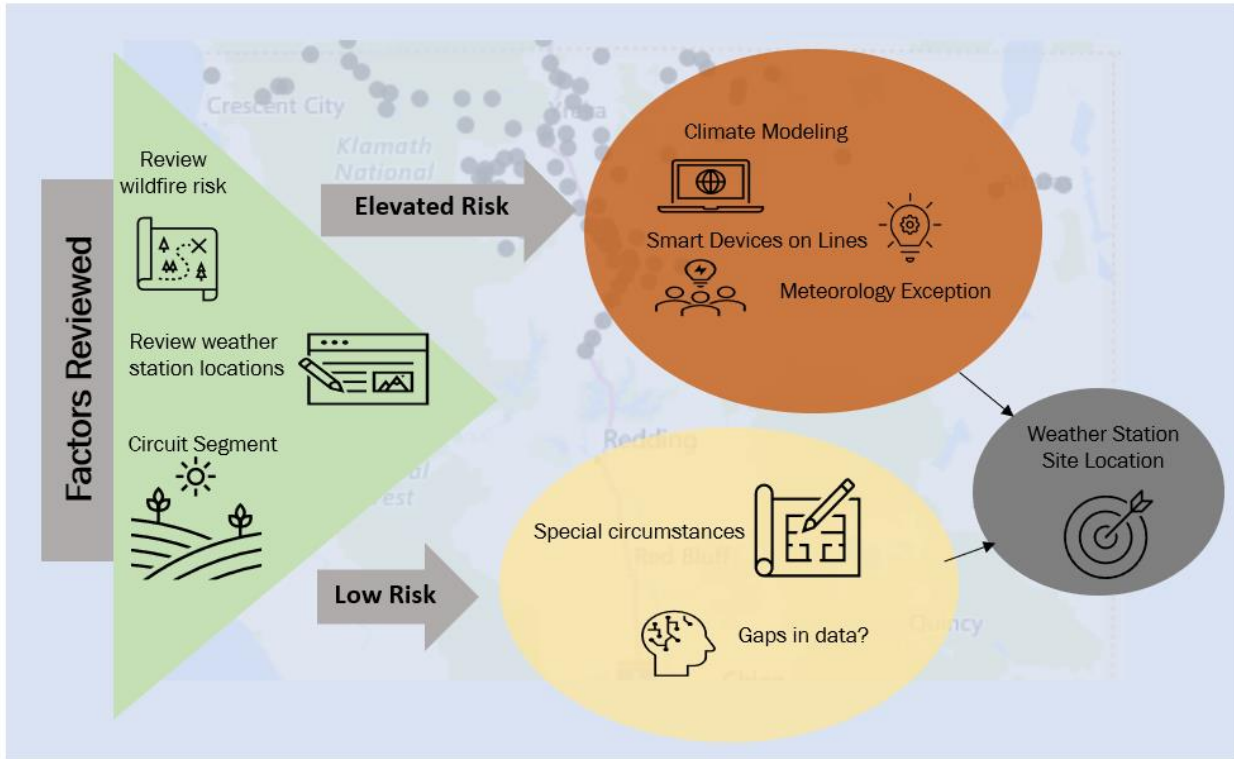 Factors Reviewed
Review
wildfire risk
Review weather
station locations
Circuit Segment
Elevated Risk
Low Risk
Climate Modeling
Smart Devices on Lines
Meteorology Exception
Special circumstances
Gaps in data?
Weather Station
Site Location
Crescent City
Klamath
National
Yreka
Redding
Red Bluff
Quincy
Chico